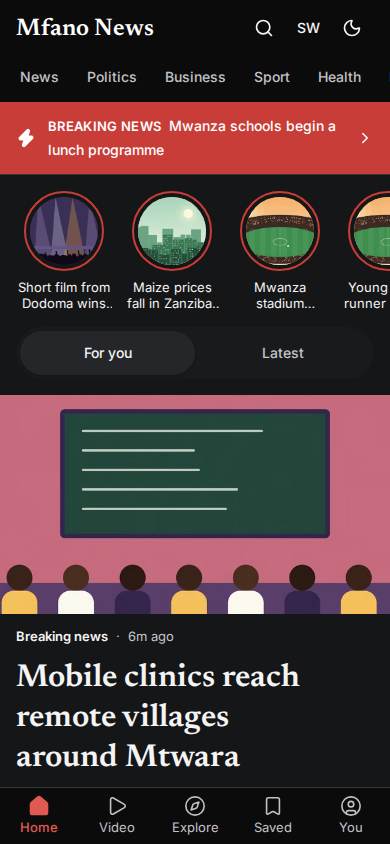 Mfano News
SW
News Politics Business Sport Health
BREAKING NEWS Mwanza schools begin a
lunch programme
Short film from
Dodoma wins..
Maize prices
fall in Zanziba..
Mwanza
stadium...
Young
runner
For you
Latest
Breaking news · 6m ago
Mobile clinics reach
remote villages
around Mtwara
Home Video Explore Saved You